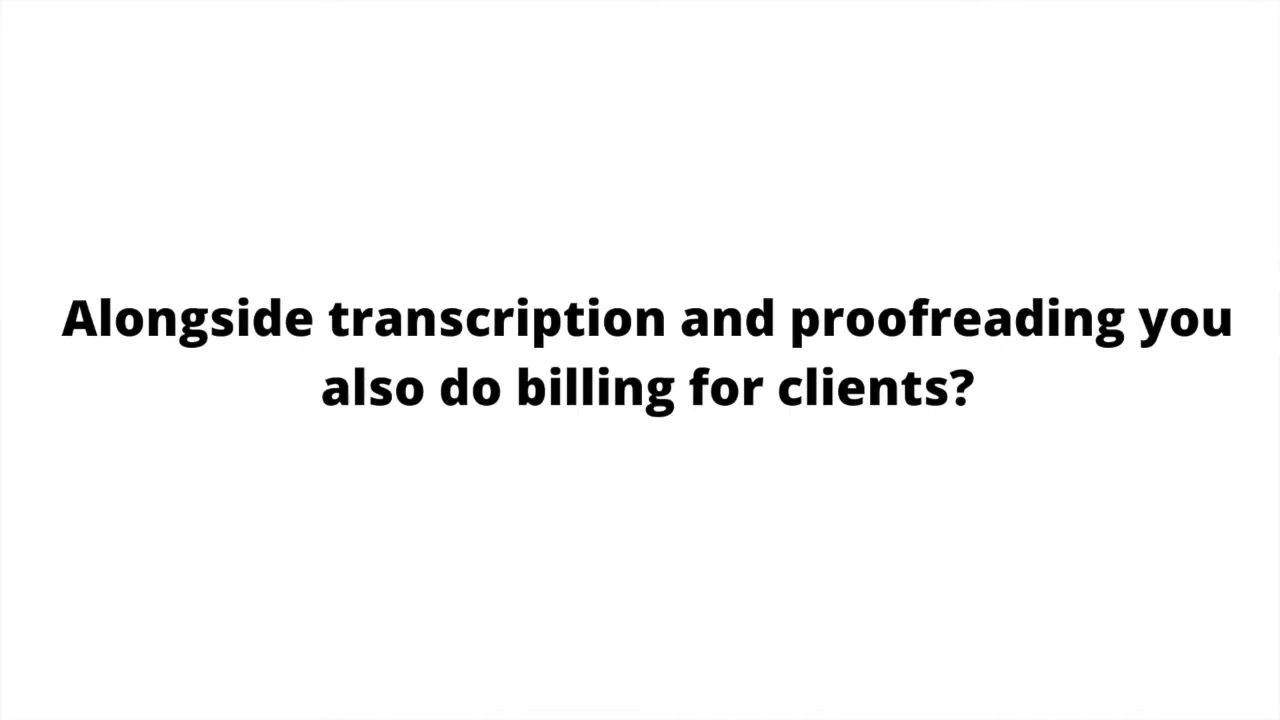 Alongside transcription and proofreading you
also do billing for clients?